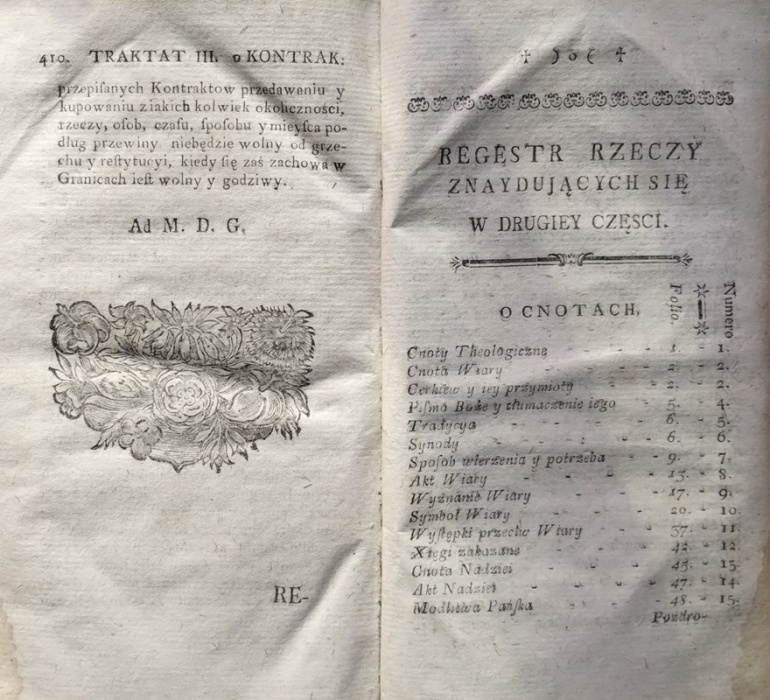 410. TRAKTAT III. o KONTRAK:
przepiſanych Kontraktow przedawaniu y
kupowaniu z iakich kolwiek okoliczności,
rzeczy, oſob, czaſu, ſpoſobu y mieyſca po-
dług przewiny niebędzie wolny od grze-
chu y reſtytucyi, kiedy ſię zaś zachowa w
Granicach ieſt wolny y godziwy.
Ad M. D. G.
RE-
REGESTR RZECZY
ZNAYDUJĄCYCH SIĘ
W DRUGIEY CZĘSCI.
O CNOTACH,
Folio.
Numero
Cnoty Theologiczne - - 1. - 1.
Cnota Wiary - - - 2. - 2.
Cerkiew y iey przymioty - - 2. - 2.
Piſmo Boże y tłumaczenie iego - 5. - 4.
Tradycya - - - 6. - 5.
Synody - - - 6. - 6.
Spoſob wierzenia y potrzeba - 9. - 7.
Akt Wiary - - - 13. - 8.
Wyznanie Wiary - - 17. - 9.
Symboł Wiary - - - 20. - 10.
Wyſtępki przeciw Wiary - - 37. - 11.
Xięgi zakazane - - 42. - 12.
Cnota Nadziei - - - 45. - 13.
Akt Nadziei - - - 47. - 14.
Modlitwa Pańſka - - - 48. - 15.
Pozdro-